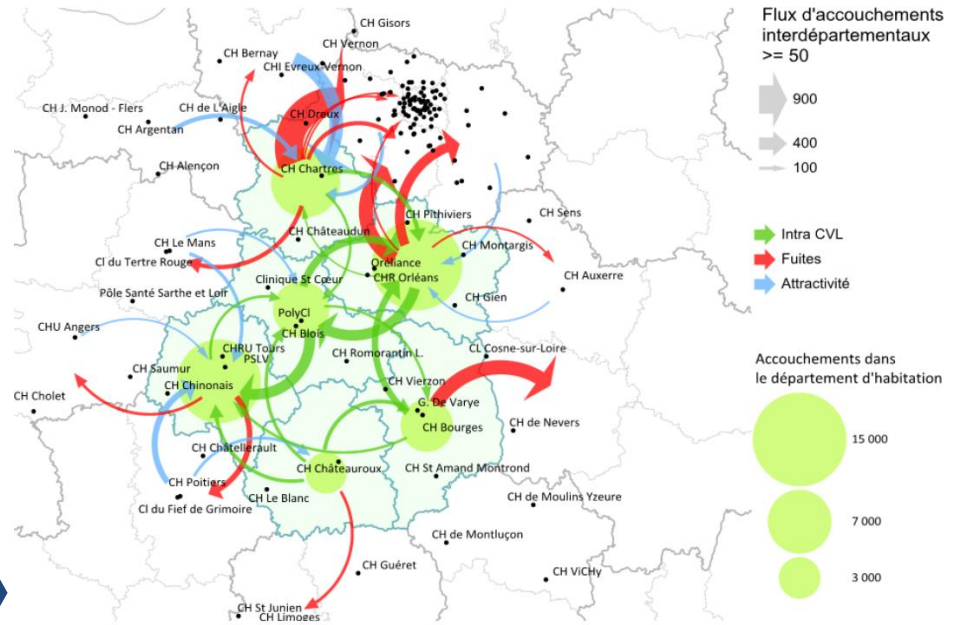 CH Gisors
CH Vernon
CH Bernay
CHI Evreux-Vernon
CH J. Monod - Flers
CH de L'Aigle
CH Dreux
CH Argentan
CH Alençon
CH Chartres
CH Pithiviers
CH Sens
CH Châteaudun
CH Le Mans
CH Montargis
Cl du Tertre Rouge
Oréliance
CHR Orléans
CH Auxerre
Clinique St Cœur
Pôle Santé Sarthe et Loir
CH Gien
PolyCl
CH Blois
CHU Angers
CHRU Tours
PSLV
CH Romorantin L.
CL Cosne-sur-Loire
CH Saumur
CH Chinonais
CH Vierzon
CH Cholet
G. De Varye
CH Bourges
CH de Nevers
CH Châtellerault
CH Châteauroux
CH St Amand Montrond
CH Poitiers
CH Le Blanc
CH de Moulins Yzeure
Cl du Fief de Grimoire
CH de Montluçon
CH Guéret
CH ViCHy
CH St Junien
CH Limoges
Flux d'accouchements
interdépartementaux
>= 50
900
400
100
Intra CVL
Fuites
Attractivité
Accouchements dans
le département d'habitation
15 000
7 000
3 000